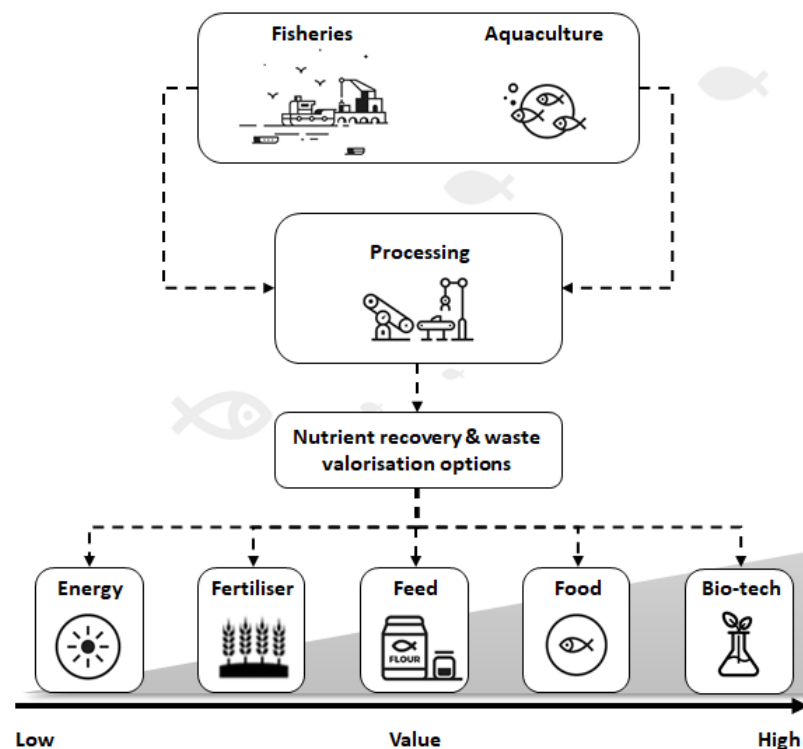 Fisheries
Aquaculture
Processing
Nutrient recovery & waste
valorisation options
Energy
Fertiliser
Feed
Food
Bio-tech
FLOUR
Low
Value
High